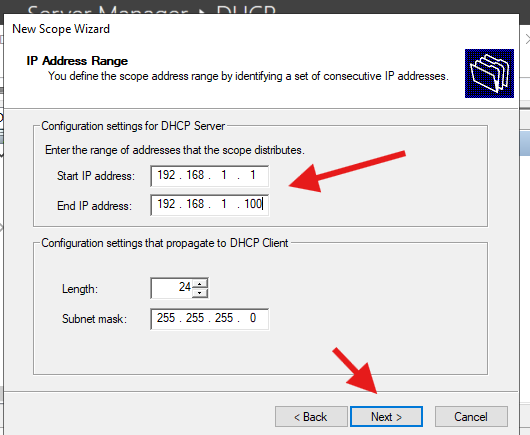 Server Manager ▸ DHCP
New Scope Wizard
IP Address Range
You define the scope address range by identifying a set of consecutive IP addresses.
Configuration settings for DHCP Server
Enter the range of addresses that the scope distributes.
Start IP address: 192 . 168 . 1 . 1
End IP address: 192 . 168 . 1 . 100
Configuration settings that propagate to DHCP Client
Length: 24
Subnet mask: 255 . 255 . 255 . 0
< Back Next > Cancel